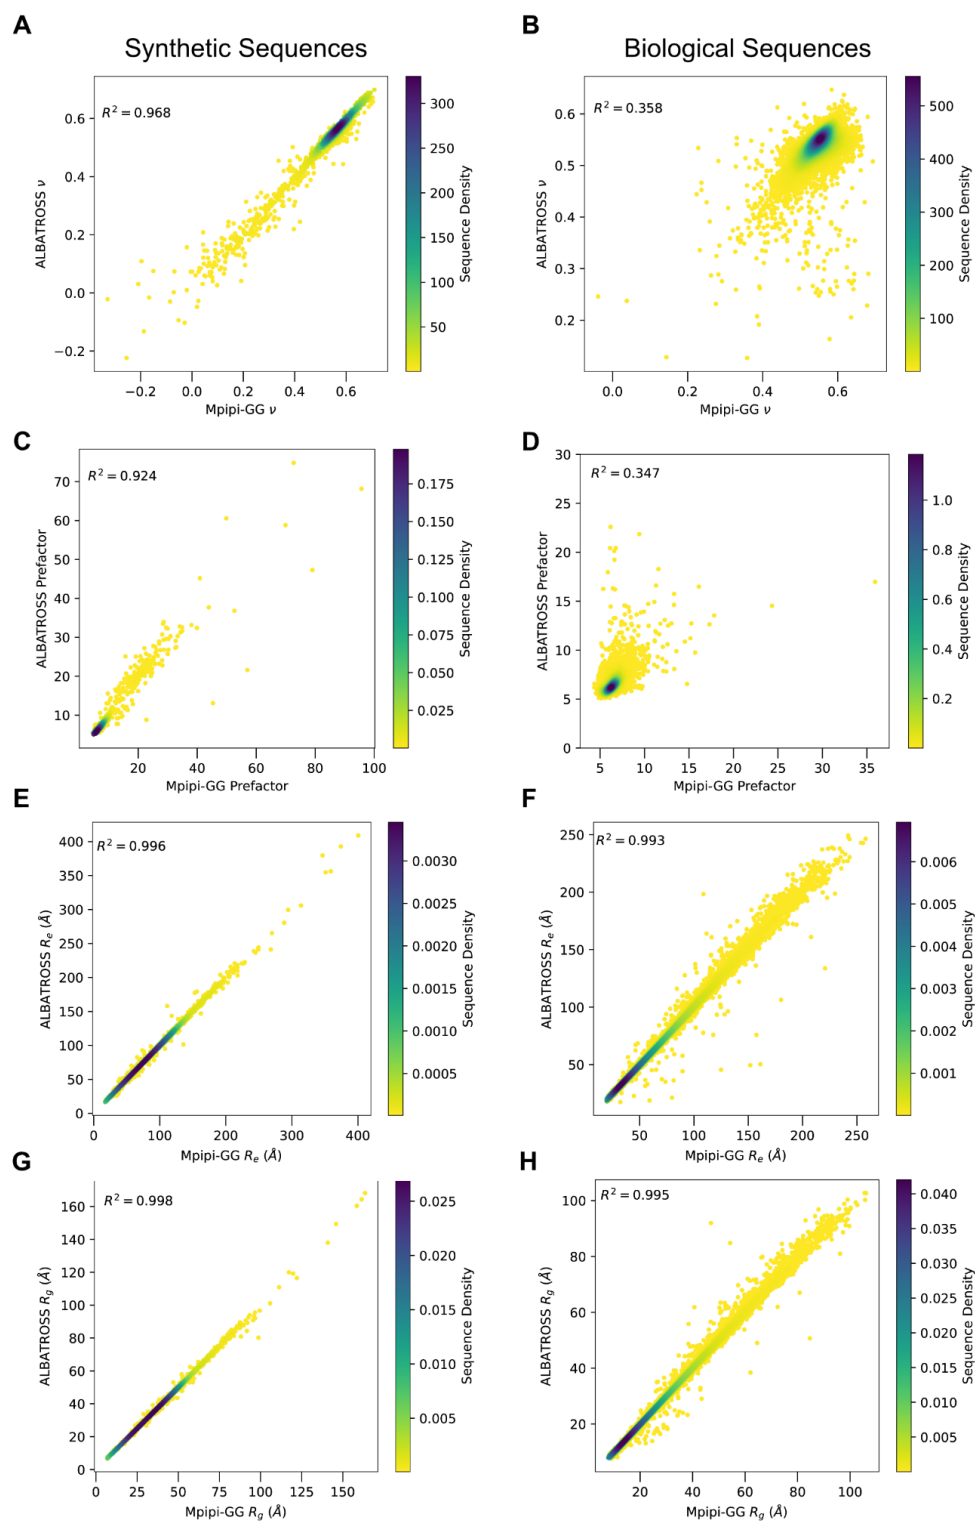 A
Synthetic Sequences
B
Biological Sequences
R² = 0.968
0.6
0.4
0.2
0.0
−0.2
ALBATROSS ν
−0.2 0.0 0.2 0.4 0.6
Mpipi-GG ν
300
250
200
150
100
50
Sequence Density
R² = 0.358
0.6
0.5
0.4
0.3
0.2
ALBATROSS ν
0.0 0.2 0.4 0.6
Mpipi-GG ν
500
400
300
200
100
Sequence Density
C
R² = 0.924
70
60
50
40
30
20
10
ALBATROSS Prefactor
20 40 60 80 100
Mpipi-GG Prefactor
0.175
0.150
0.125
0.100
0.075
0.050
0.025
Sequence Density
D
R² = 0.347
30
25
20
15
10
5
0
ALBATROSS Prefactor
5 10 15 20 25 30 35
Mpipi-GG Prefactor
1.0
0.8
0.6
0.4
0.2
Sequence Density
E
R² = 0.996
400
350
300
250
200
150
100
50
0
ALBATROSS Rₑ (Å)
0 100 200 300 400
Mpipi-GG Rₑ (Å)
0.0030
0.0025
0.0020
0.0015
0.0010
0.0005
Sequence Density
F
R² = 0.993
250
200
150
100
50
ALBATROSS Rₑ (Å)
50 100 150 200 250
Mpipi-GG Rₑ (Å)
0.006
0.005
0.004
0.003
0.002
0.001
Sequence Density
G
R² = 0.998
160
140
120
100
80
60
40
20
0
ALBATROSS R_g (Å)
0 25 50 75 100 125 150
Mpipi-GG R_g (Å)
0.025
0.020
0.015
0.010
0.005
Sequence Density
H
R² = 0.995
100
80
60
40
20
ALBATROSS R_g (Å)
20 40 60 80 100
Mpipi-GG R_g (Å)
0.040
0.035
0.030
0.025
0.020
0.015
0.010
0.005
Sequence Density